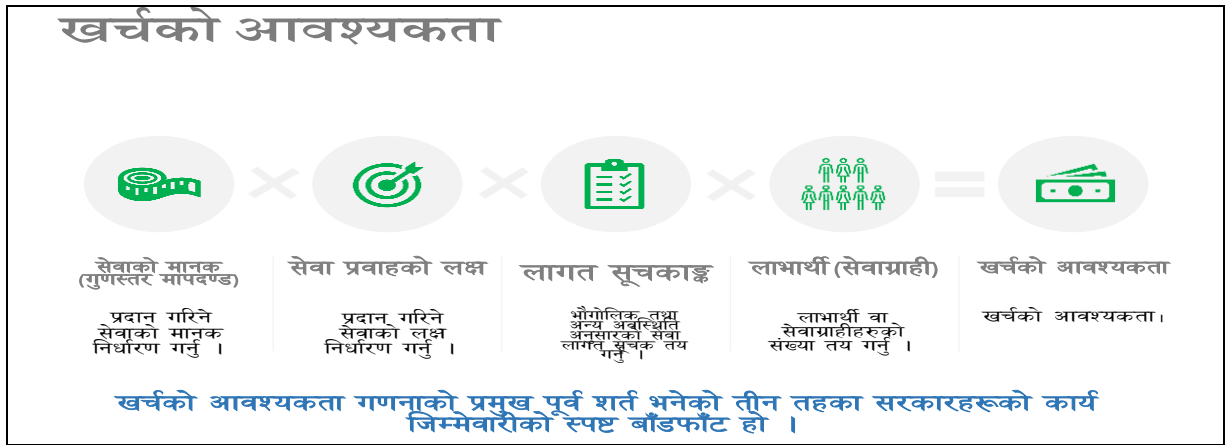 खर्चको आवश्यकता
सेवाको मानक
(गुणस्तर मापदण्ड)
प्रदान गरिने
सेवाको मानक
निर्धारण गर्नु ।
सेवा प्रवाहको लक्ष
प्रदान गरिने
सेवाको लक्ष
निर्धारण गर्नु ।
लागत सूचकाङ्क
भौगोलिक तथा
अन्य अवस्थिति
अनुसारको सेवा
लागत सूचक तय
गर्नु ।
लाभार्थी (सेवाग्राही)
लाभार्थी वा
सेवाग्राहीहरुको
संख्या तय गर्नु ।
खर्चको आवश्यकता
खर्चको आवश्यकता।
खर्चको आवश्यकता गणनाको प्रमुख पूर्व शर्त भनेको तीन तहका सरकारहरूको कार्य
जिम्मेवारीको स्पष्ट बाँडफाँट हो ।